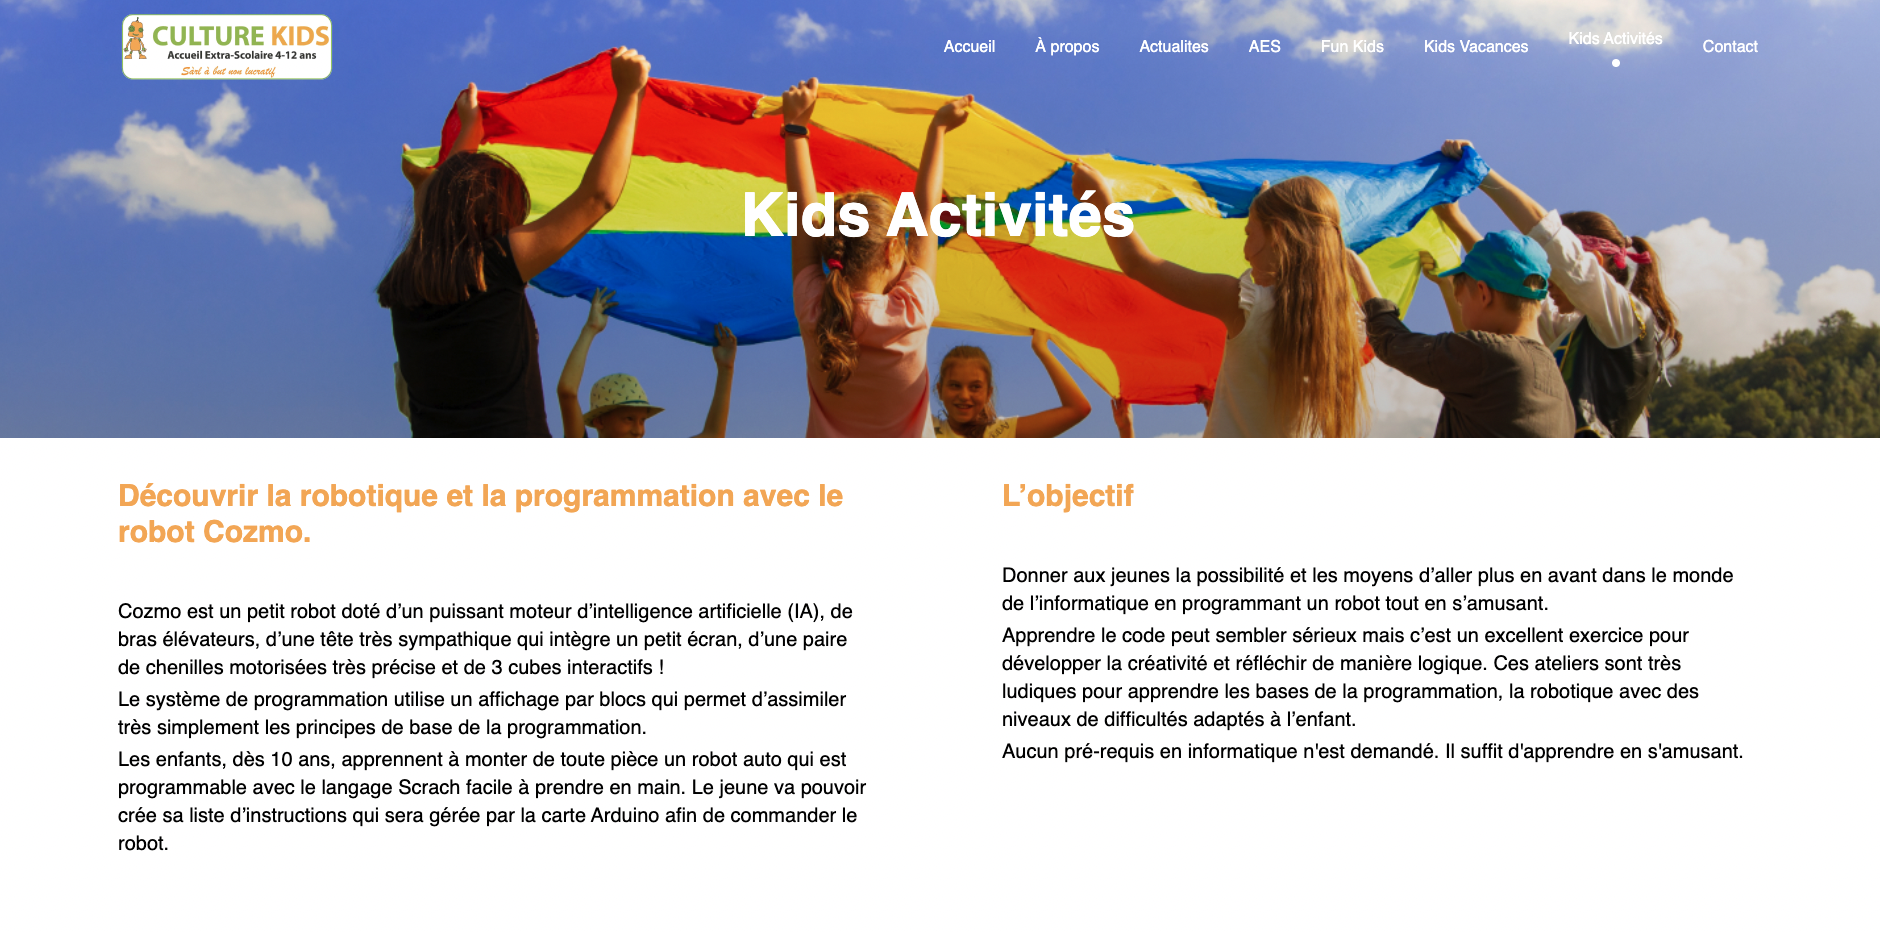 CULTURE KIDS
Accueil Extra-Scolaire 4-12 ans
Sàrl à but non lucratif
Accueil
À propos
Actualites
AES
Fun Kids
Kids Vacances
Kids Activités
Contact
Kids Activités
Découvrir la robotique et la programmation avec le
robot Cozmo.
Cozmo est un petit robot doté d’un puissant moteur d’intelligence artificielle (IA), de
bras élévateurs, d’une tête très sympathique qui intègre un petit écran, d’une paire
de chenilles motorisées très précise et de 3 cubes interactifs !
Le système de programmation utilise un affichage par blocs qui permet d’assimiler
très simplement les principes de base de la programmation.
Les enfants, dès 10 ans, apprennent à monter de toute pièce un robot auto qui est
programmable avec le langage Scrach facile à prendre en main. Le jeune va pouvoir
crée sa liste d’instructions qui sera gérée par la carte Arduino afin de commander le
robot.
L’objectif
Donner aux jeunes la possibilité et les moyens d’aller plus en avant dans le monde
de l’informatique en programmant un robot tout en s’amusant.
Apprendre le code peut sembler sérieux mais c’est un excellent exercice pour
développer la créativité et réfléchir de manière logique. Ces ateliers sont très
ludiques pour apprendre les bases de la programmation, la robotique avec des
niveaux de difficultés adaptés à l’enfant.
Aucun pré-requis en informatique n'est demandé. Il suffit d'apprendre en s'amusant.